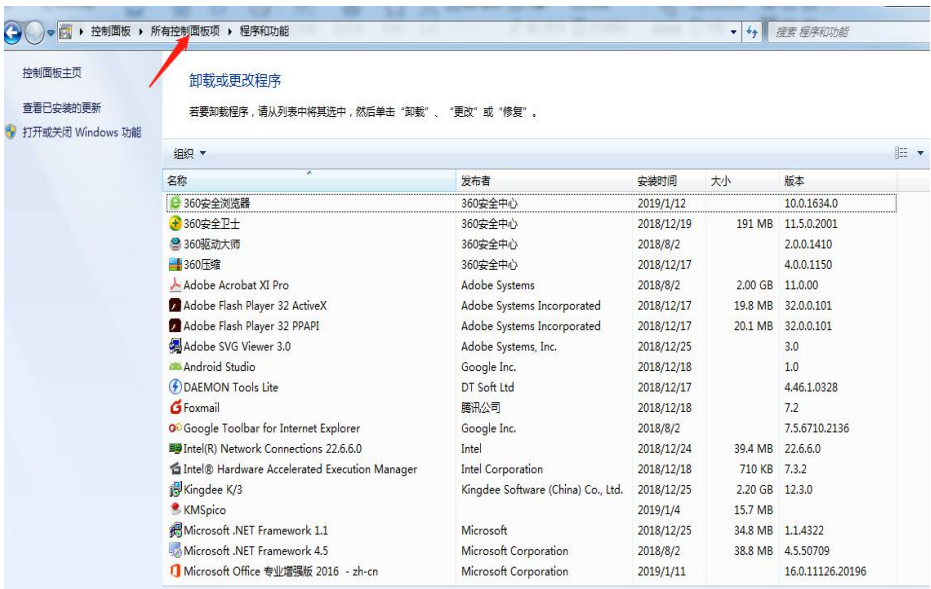 控制面板 ▸ 所有控制面板项 ▸ 程序和功能 搜索 程序和功能
控制面板主页
查看已安装的更新
打开或关闭 Windows 功能
卸载或更改程序
若要卸载程序，请从列表中将其选中，然后单击“卸载”、“更改”或“修复”。
组织
名称 发布者 安装时间 大小 版本
360安全浏览器 360安全中心 2019/1/12 10.0.1634.0
360安全卫士 360安全中心 2018/12/19 191 MB 11.5.0.2001
360驱动大师 360安全中心 2018/8/2 2.0.0.1410
360压缩 360安全中心 2018/12/17 4.0.0.1150
Adobe Acrobat XI Pro Adobe Systems 2018/8/2 2.00 GB 11.0.00
Adobe Flash Player 32 ActiveX Adobe Systems Incorporated 2018/12/17 19.8 MB 32.0.0.101
Adobe Flash Player 32 PPAPI Adobe Systems Incorporated 2018/12/17 20.1 MB 32.0.0.101
Adobe SVG Viewer 3.0 Adobe Systems, Inc. 2018/12/25 3.0
Android Studio Google Inc. 2018/12/18 1.0
DAEMON Tools Lite DT Soft Ltd 2018/12/17 4.46.1.0328
Foxmail 腾讯公司 2018/12/18 7.2
Google Toolbar for Internet Explorer Google Inc. 2018/8/2 7.5.6710.2136
Intel(R) Network Connections 22.6.6.0 Intel 2018/12/24 39.4 MB 22.6.6.0
Intel® Hardware Accelerated Execution Manager Intel Corporation 2018/12/18 710 KB 7.3.2
Kingdee K/3 Kingdee Software (China) Co., Ltd. 2018/12/25 2.20 GB 12.3.0
KMSpico 2019/1/4 15.7 MB
Microsoft .NET Framework 1.1 Microsoft 2018/12/25 34.8 MB 1.1.4322
Microsoft .NET Framework 4.5 Microsoft Corporation 2018/8/2 38.8 MB 4.5.50709
Microsoft Office 专业增强版 2016 - zh-cn Microsoft Corporation 2019/1/11 16.0.11126.20196